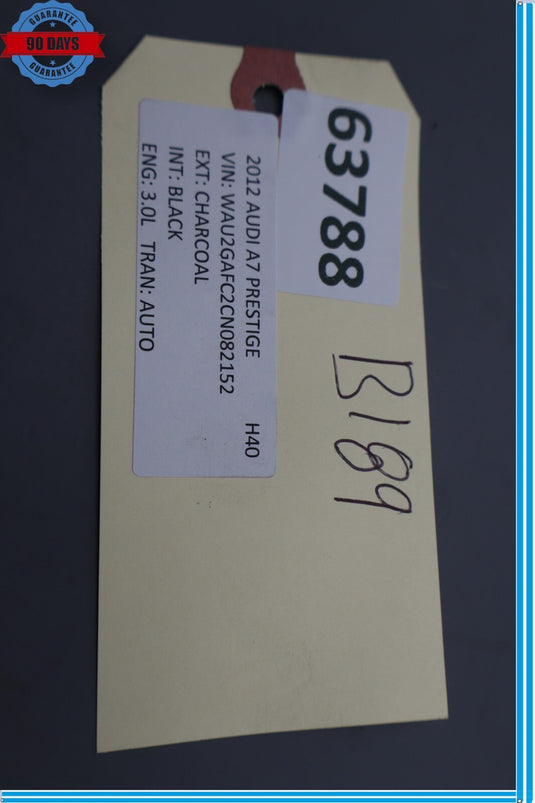 GUARANTEE
90 DAYS
GUARANTEE
63788
2012 AUDI A7 PRESTIGE H40
VIN: WAU2GAFC2CN082152
EXT: CHARCOAL
INT: BLACK
ENG: 3.0L TRAN: AUTO
B189